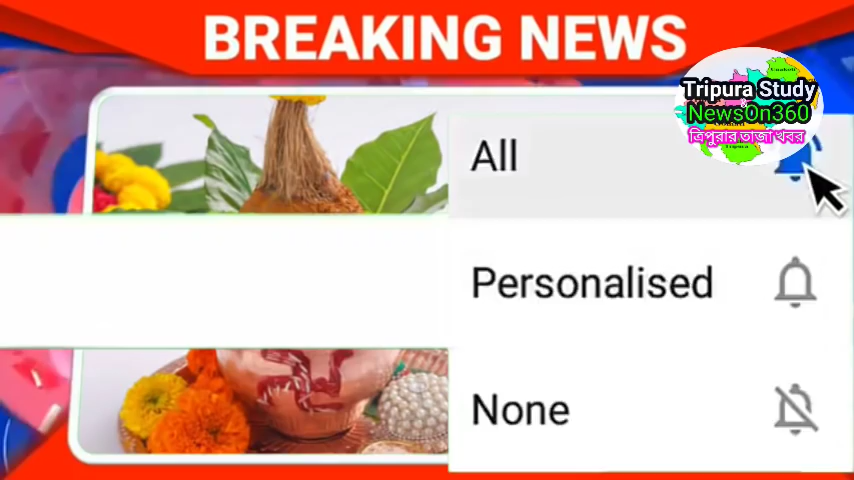 BREAKING NEWS
Tripura Study
NewsOn360
ত্রিপুরার তাজা খবর
All
Personalised
None